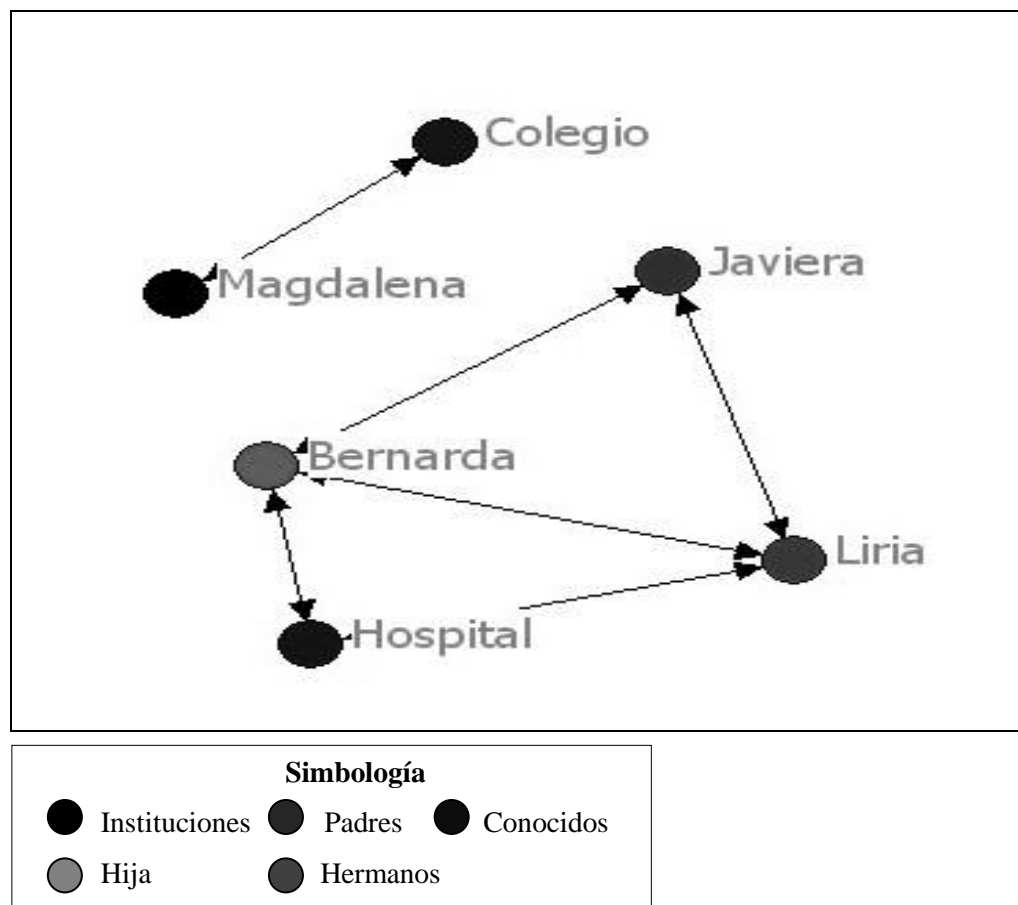 Colegio
Javiera
Magdalena
Bernarda
Liria
Hospital
Simbología
Instituciones Padres Conocidos
Hija Hermanos